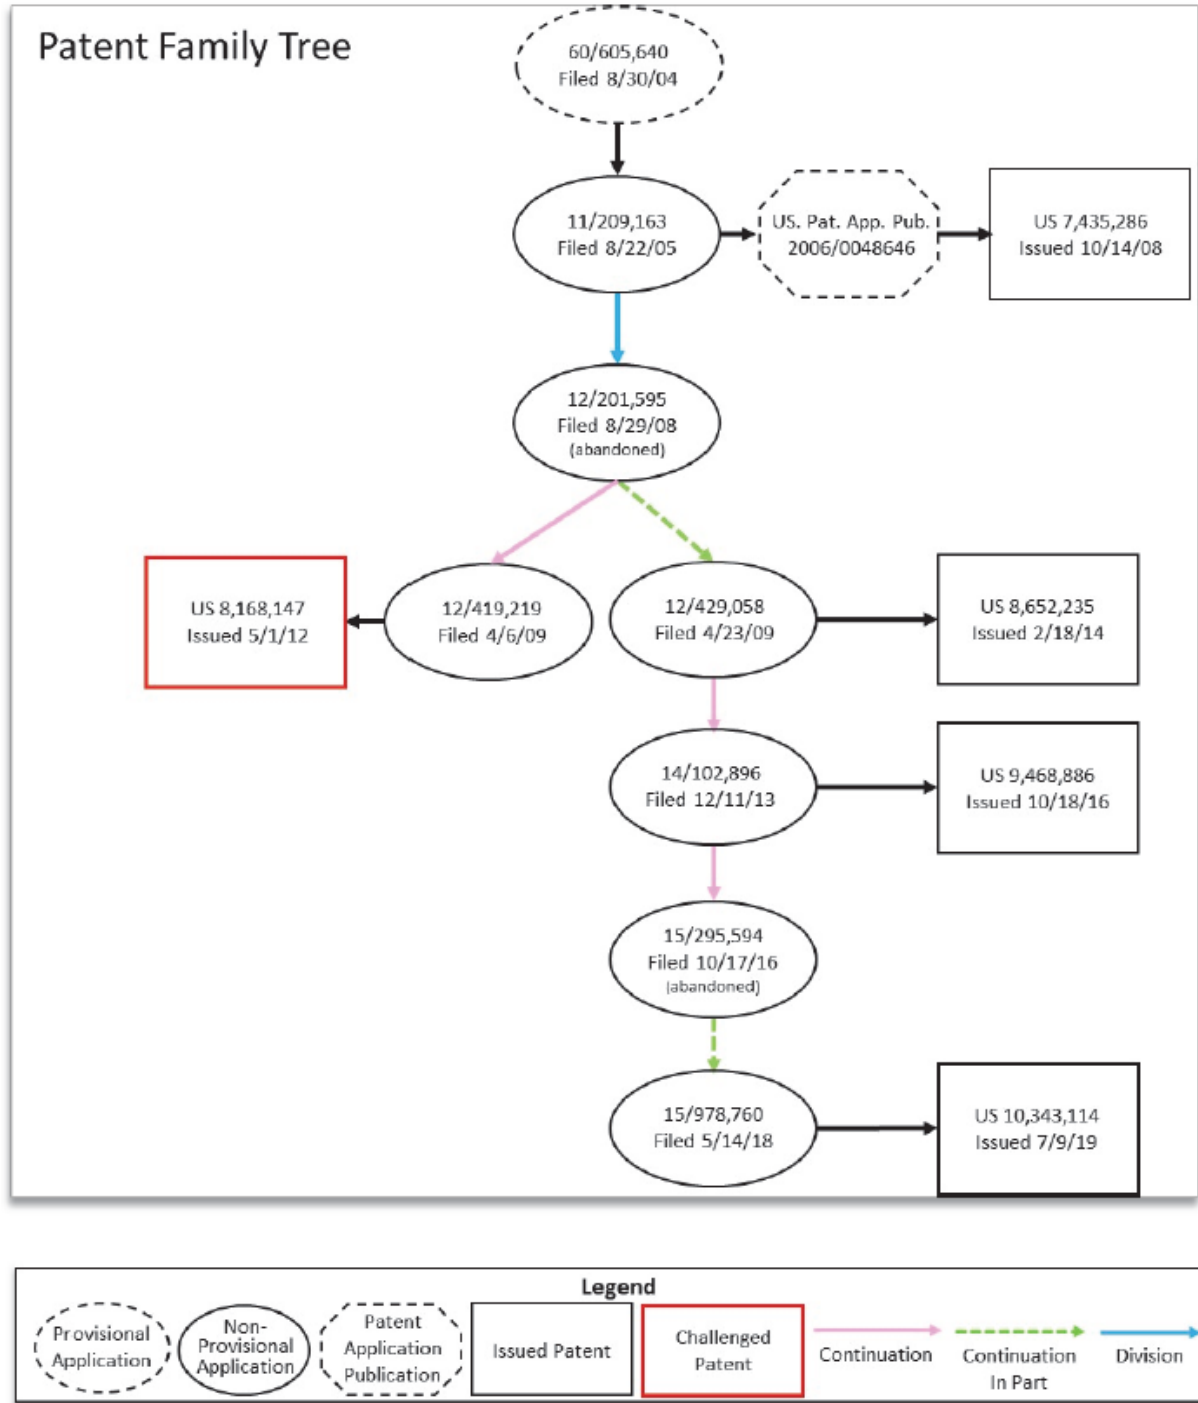 Patent Family Tree
60/605,640
Filed 8/30/04
11/209,163
Filed 8/22/05
US. Pat. App. Pub.
2006/0048646
US 7,435,286
Issued 10/14/08
12/201,595
Filed 8/29/08
(abandoned)
US 8,168,147
Issued 5/1/12
12/419,219
Filed 4/6/09
12/429,058
Filed 4/23/09
US 8,652,235
Issued 2/18/14
14/102,896
Filed 12/11/13
US 9,468,886
Issued 10/18/16
15/295,594
Filed 10/17/16
(abandoned)
15/978,760
Filed 5/14/18
US 10,343,114
Issued 7/9/19
Legend
Provisional
Application
Non-
Provisional
Application
Patent
Application
Publication
Issued Patent
Challenged
Patent
Continuation
Continuation
In Part
Division